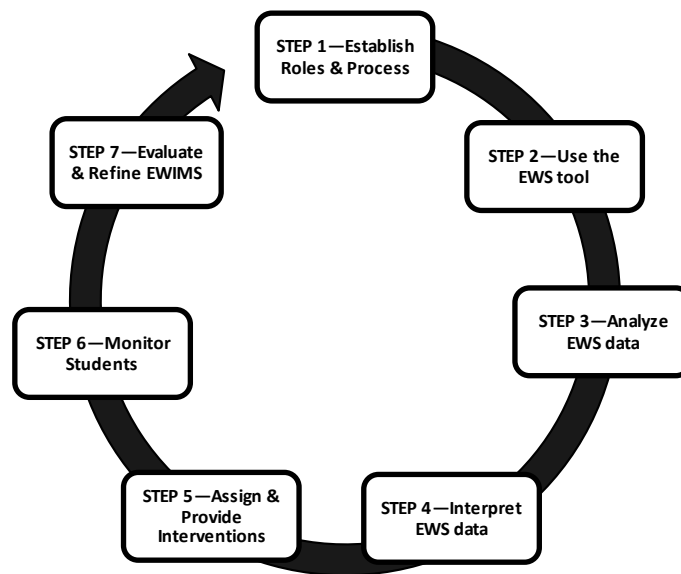 STEP 1—Establish
Roles & Process
STEP 2—Use the
EWS tool
STEP 3—Analyze
EWS data
STEP 4—Interpret
EWS data
STEP 5—Assign &
Provide
Interventions
STEP 6—Monitor
Students
STEP 7—Evaluate
& Refine EWIMS